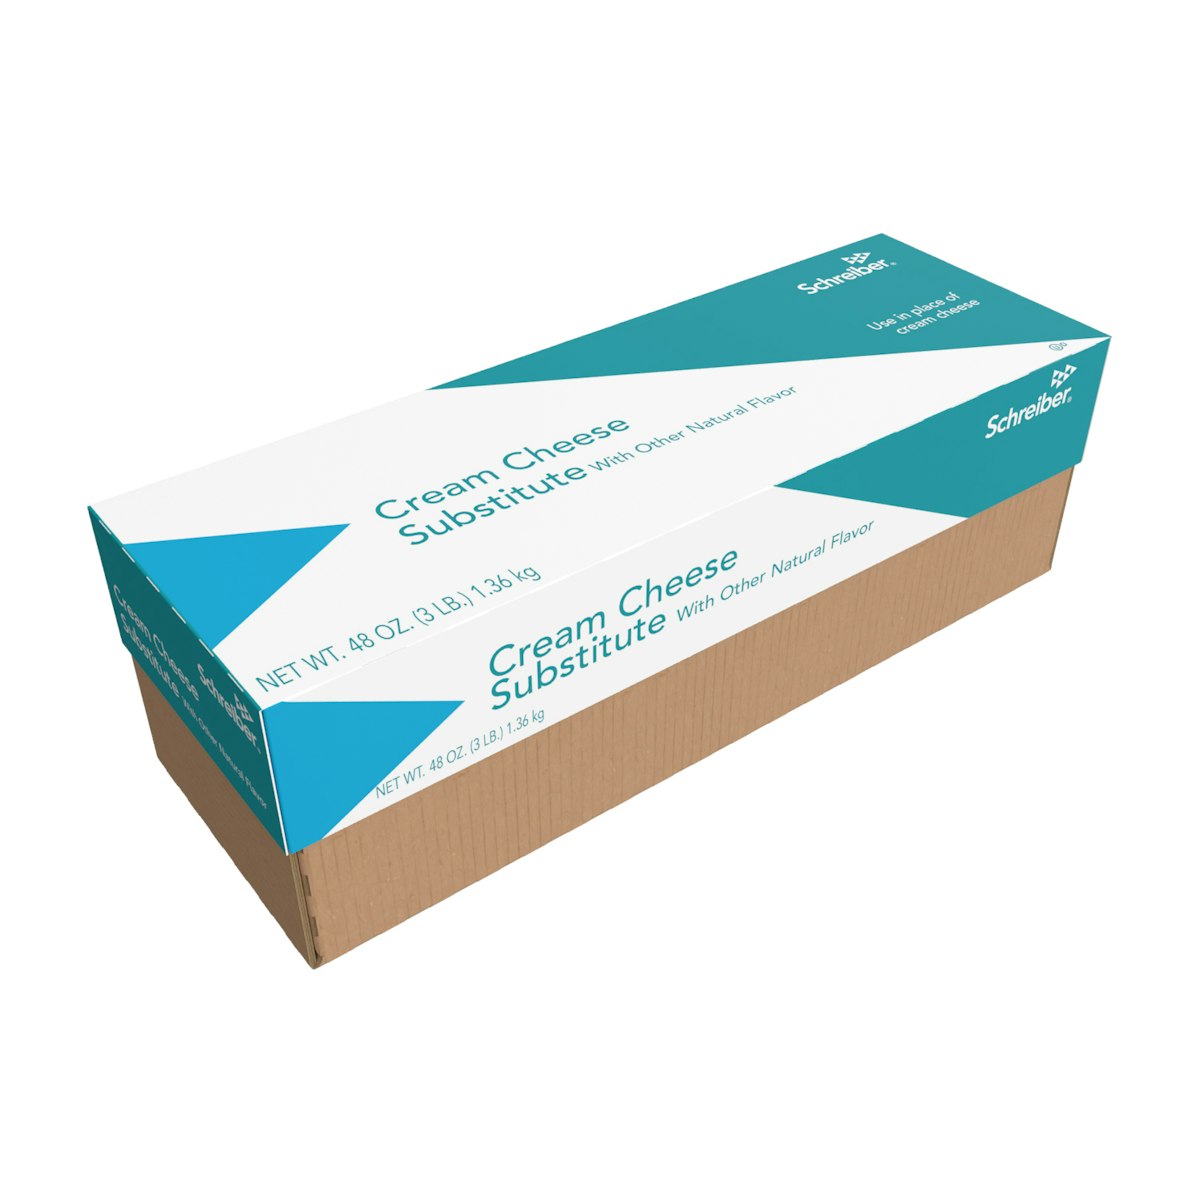 Schreiber®
Use in place of
cream cheese
Cream Cheese
Substitute With Other Natural Flavor
NET WT. 48 OZ. (3 LB.) 1.36 kg
Schreiber®
Cream Cheese
Substitute With Other Natural Flavor
NET WT. 48 OZ. (3 LB.) 1.36 kg
Schreiber®
Cream Cheese
Substitute With Other Natural Flavor